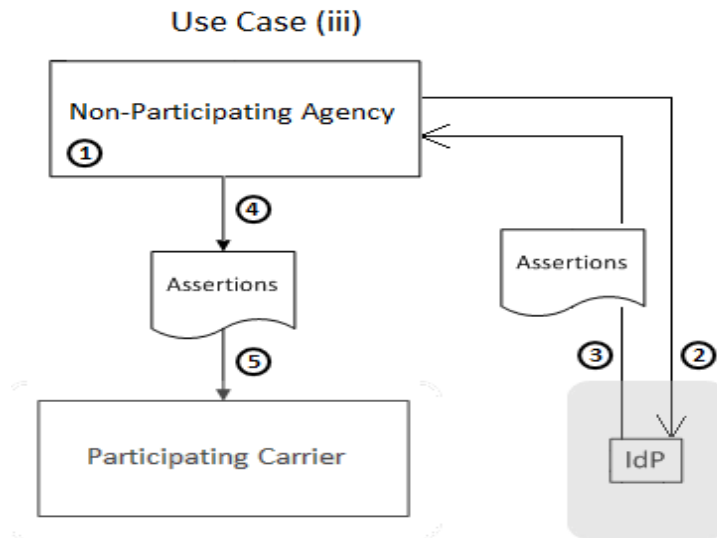 Use Case (iii)
Non-Participating Agency
1
4
Assertions
Assertions
5
3
2
Participating Carrier
IdP